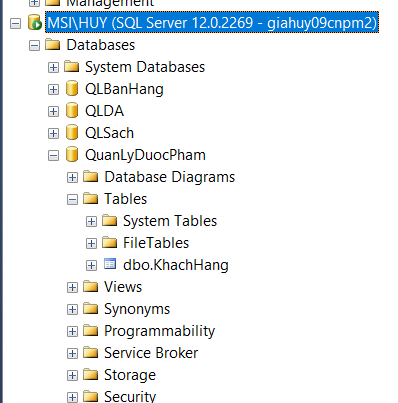 Management
MSI\HUY (SQL Server 12.0.2269 - giahuy09cnpm2)
Databases
System Databases
QLBanHang
QLDA
QLSach
QuanLyDuocPham
Database Diagrams
Tables
System Tables
FileTables
dbo.KhachHang
Views
Synonyms
Programmability
Service Broker
Storage
Security